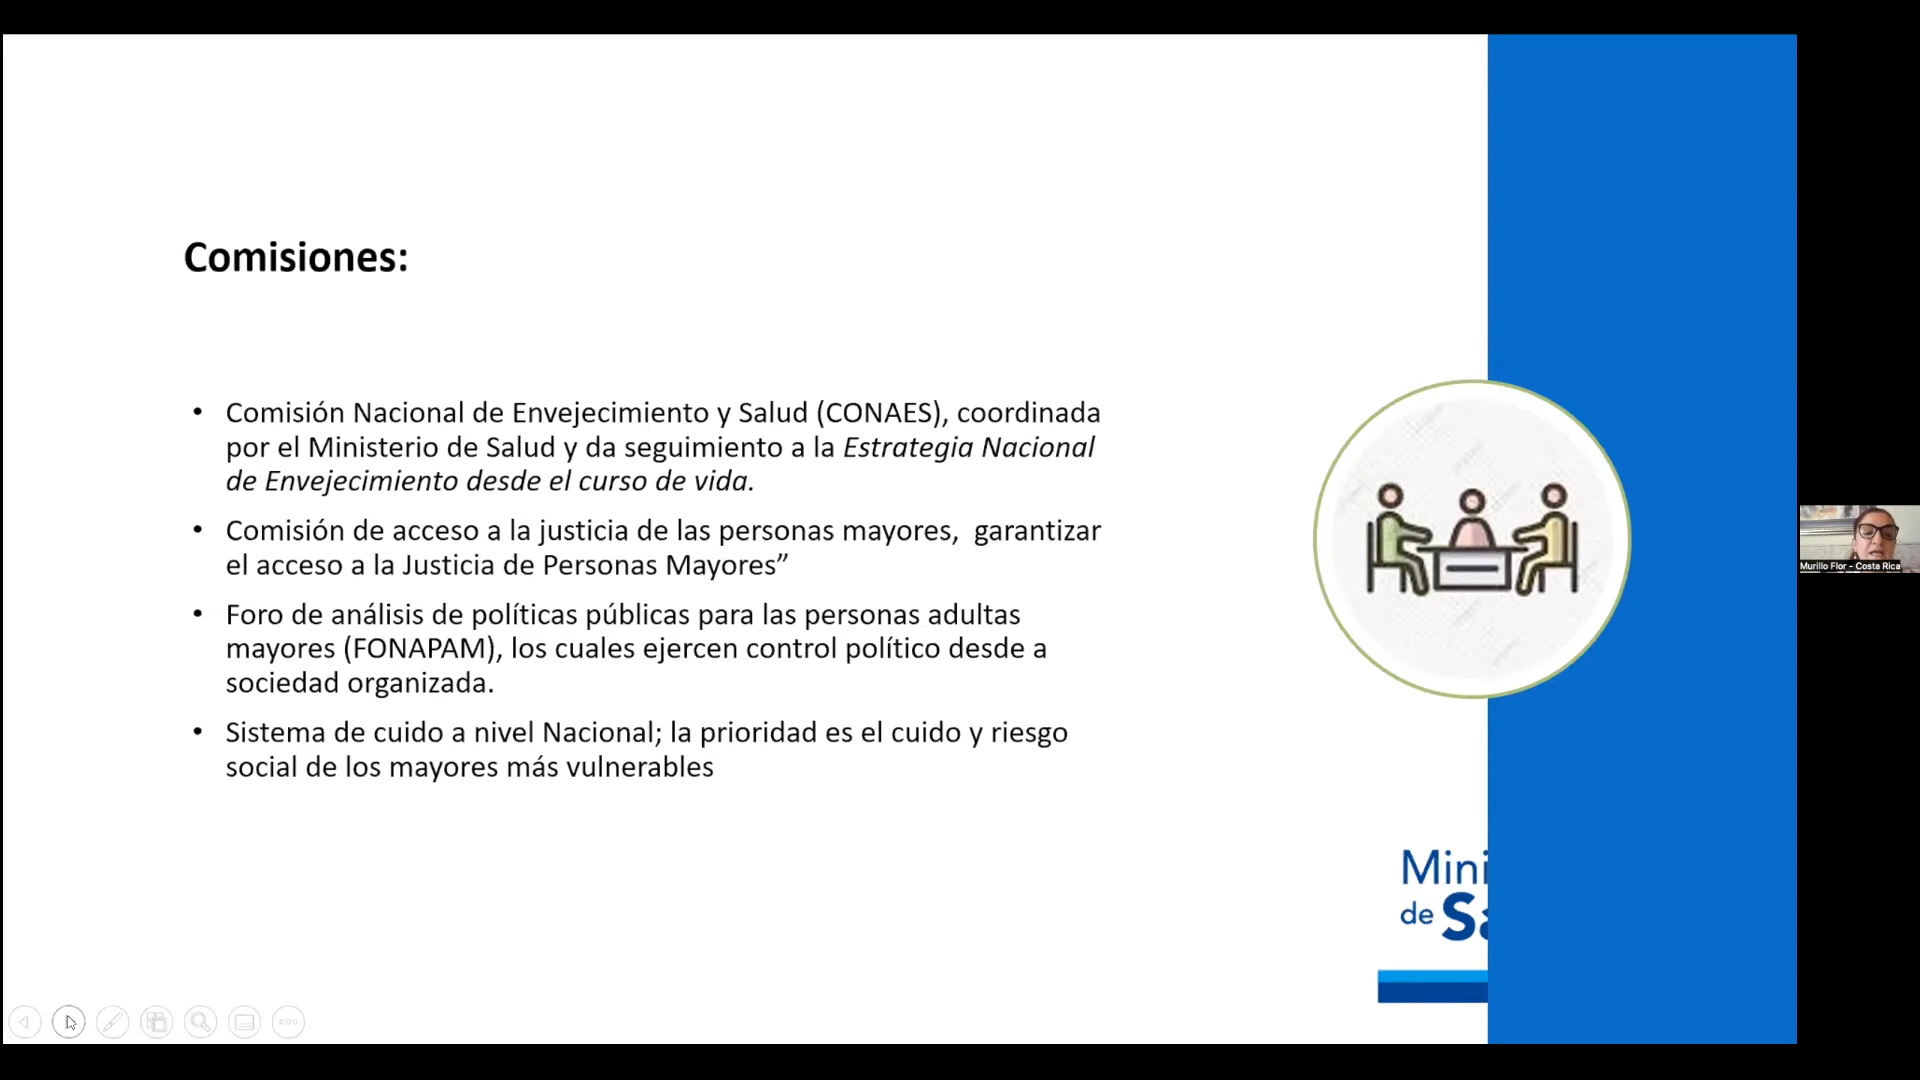 Comisiones:
• Comisión Nacional de Envejecimiento y Salud (CONAES), coordinada
por el Ministerio de Salud y da seguimiento a la Estrategia Nacional
de Envejecimiento desde el curso de vida.
• Comisión de acceso a la justicia de las personas mayores,  garantizar
el acceso a la Justicia de Personas Mayores”
• Foro de análisis de políticas públicas para las personas adultas
mayores (FONAPAM), los cuales ejercen control político desde a
sociedad organizada.
• Sistema de cuido a nivel Nacional; la prioridad es el cuido y riesgo
social de los mayores más vulnerables
Murillo Flor - Costa Rica
Mini
de Sa